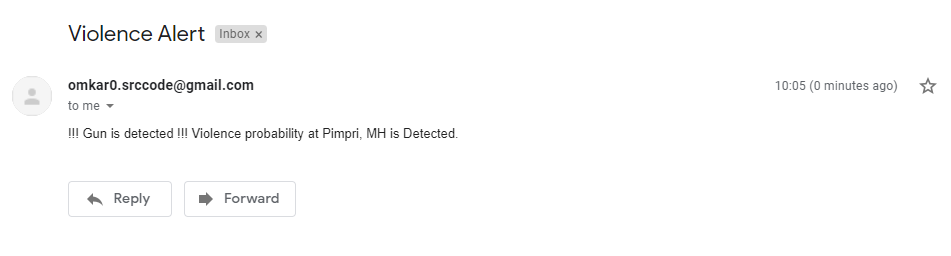 Violence Alert Inbox ×
omkar0.srccode@gmail.com 10:05 (0 minutes ago)
to me
!!! Gun is detected !!! Violence probability at Pimpri, MH is Detected.
Reply Forward